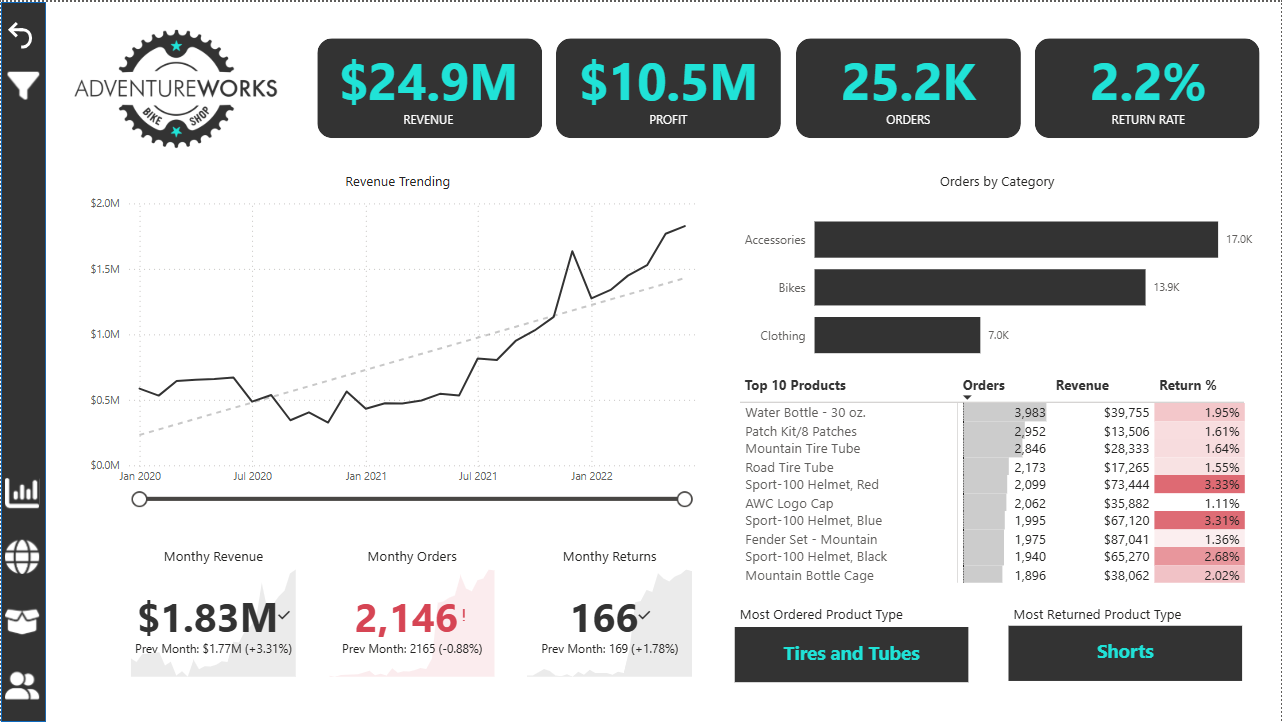 ADVENTUREWORKS
BIKE SHOP
$24.9M
REVENUE
$10.5M
PROFIT
25.2K
ORDERS
2.2%
RETURN RATE
Revenue Trending
$2.0M
$1.5M
$1.0M
$0.5M
$0.0M
Jan 2020 Jul 2020 Jan 2021 Jul 2021 Jan 2022
Orders by Category
Accessories 17.0K
Bikes 13.9K
Clothing 7.0K
Top 10 Products Orders Revenue Return %
Water Bottle - 30 oz. 3,983 $39,755 1.95%
Patch Kit/8 Patches 2,952 $13,506 1.61%
Mountain Tire Tube 2,846 $28,333 1.64%
Road Tire Tube 2,173 $17,265 1.55%
Sport-100 Helmet, Red 2,099 $73,444 3.33%
AWC Logo Cap 2,062 $35,882 1.11%
Sport-100 Helmet, Blue 1,995 $67,120 3.31%
Fender Set - Mountain 1,975 $87,041 1.36%
Sport-100 Helmet, Black 1,940 $65,270 2.68%
Mountain Bottle Cage 1,896 $38,062 2.02%
Monthy Revenue
$1.83M
Prev Month: $1.77M (+3.31%)
Monthy Orders
2,146!
Prev Month: 2165 (-0.88%)
Monthy Returns
166
Prev Month: 169 (+1.78%)
Most Ordered Product Type
Tires and Tubes
Most Returned Product Type
Shorts